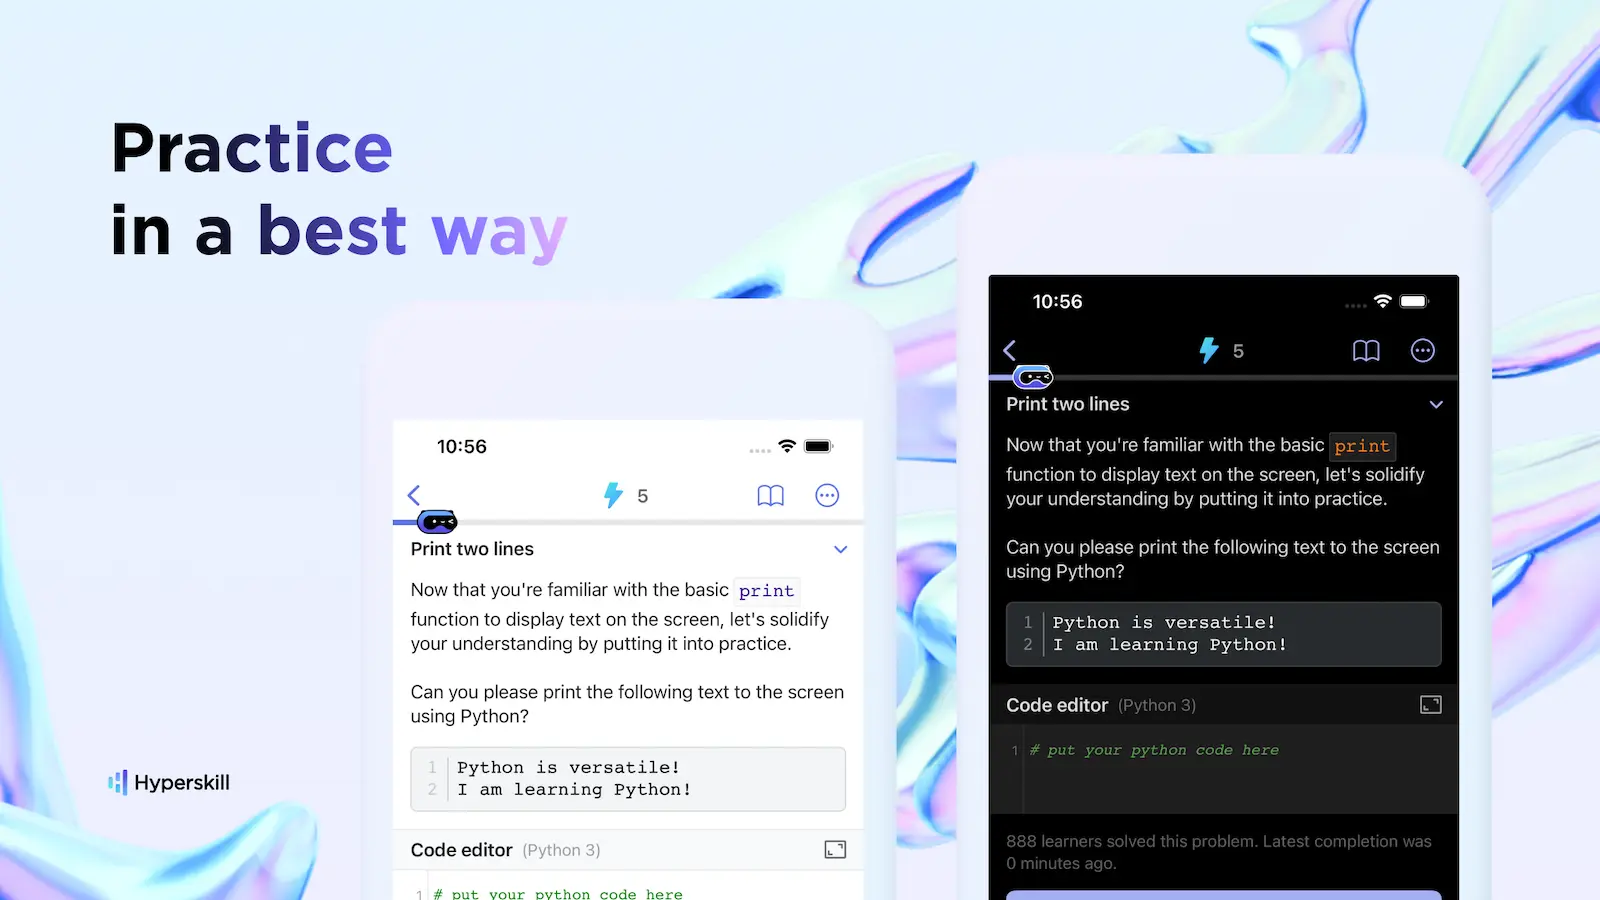 Practice
in a best way
Hyperskill
10:56
5
Print two lines
Now that you're familiar with the basic print
function to display text on the screen, let's solidify
your understanding by putting it into practice.
Can you please print the following text to the screen
using Python?
1 Python is versatile!
2 I am learning Python!
Code editor (Python 3)
1 # put your python code here
10:56
5
Print two lines
Now that you're familiar with the basic print
function to display text on the screen, let's solidify
your understanding by putting it into practice.
Can you please print the following text to the screen
using Python?
1 Python is versatile!
2 I am learning Python!
Code editor (Python 3)
1 # put your python code here
888 learners solved this problem. Latest completion was
0 minutes ago.